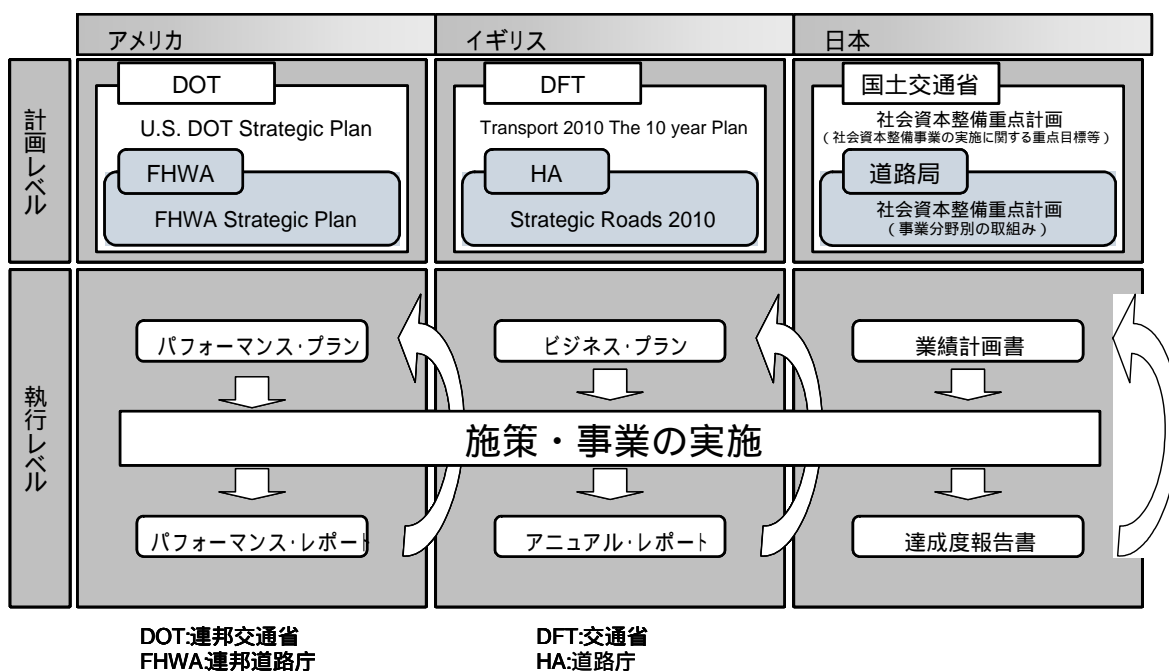 アメリカ
イギリス
日本
計画レベル
DOT
U.S. DOT Strategic Plan
FHWA
FHWA Strategic Plan
DFT
Transport 2010 The 10 year Plan
HA
Strategic Roads 2010
国土交通省
社会資本整備重点計画
（社会資本整備事業の実施に関する重点目標等）
道路局
社会資本整備重点計画
（事業分野別の取組み）
執行レベル
パフォーマンス・プラン
ビジネス・プラン
業績計画書
施策・事業の実施
パフォーマンス・レポート
アニュアル・レポート
達成度報告書
DOT:連邦交通省
FHWA:連邦道路庁
DFT:交通省
HA:道路庁